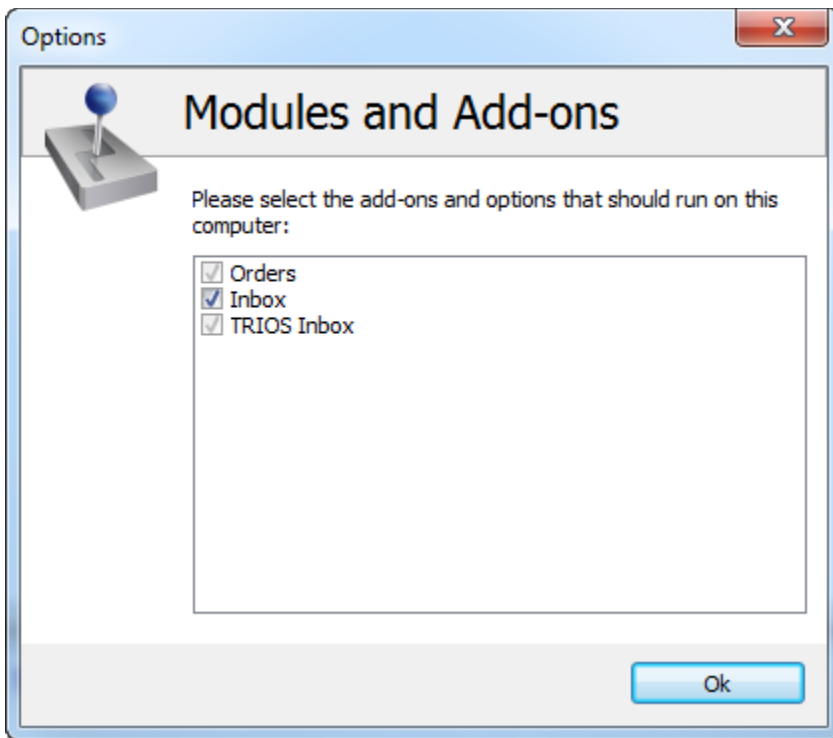 Options
Modules and Add-ons
Please select the add-ons and options that should run on this
computer:
Orders
Inbox
TRIOS Inbox
Ok